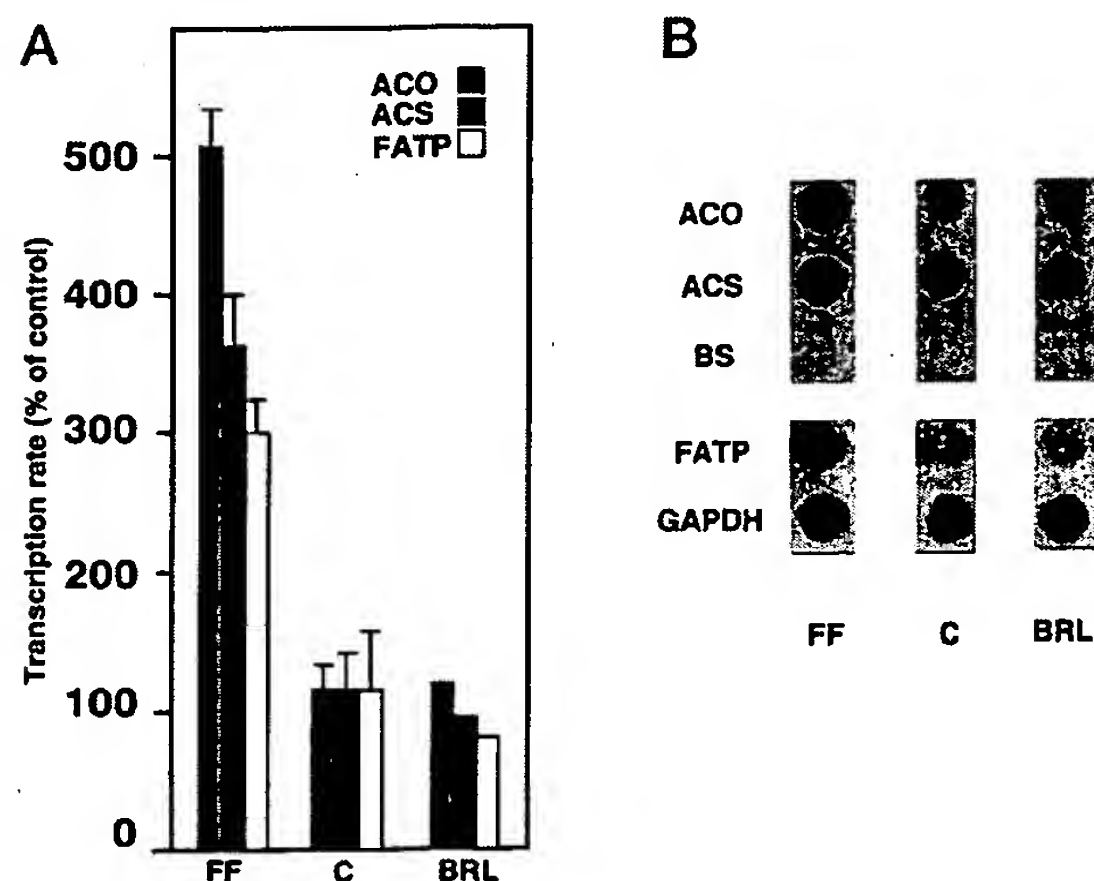 A
ACO
ACS
FATP
Transcription rate (% of control)
500
400
300
200
100
0
FF C BRL
B
ACO
ACS
BS
FATP
GAPDH
FF C BRL